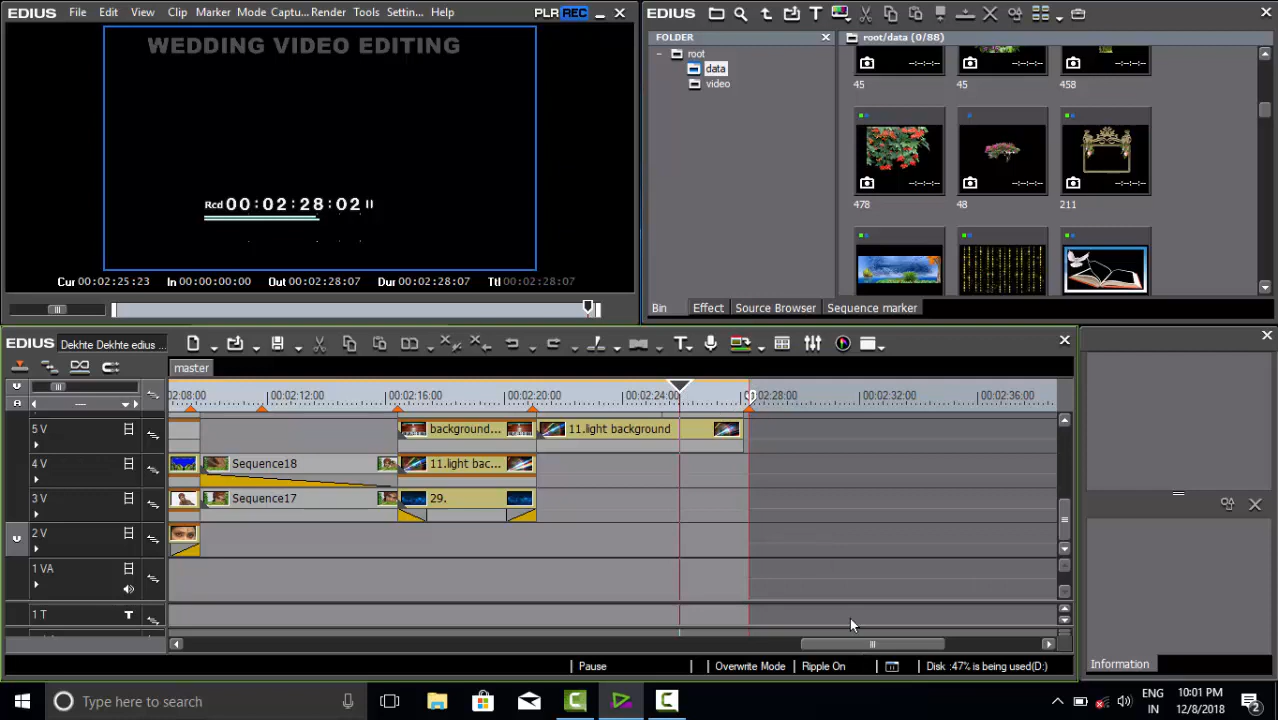 EDIUS File Edit View Clip Marker Mode Captu... Render Tools Settin... Help PLR REC
WEDDING VIDEO EDITING
Rcd 00:02:28:02 II
Cur 00:02:25:23 In 00:00:00:00 Out 00:02:28:07 Dur 00:02:28:07 Ttl 00:02:28:07
EDIUS
FOLDER
root
data
video
root/data (0/88)
--:--:--:-- --:--:--:-- --:--:--:--
45 45 458
478 48 211
Bin Effect Source Browser Sequence marker
EDIUS Dekhte Dekhte edius ...
master
02:08:00 00:02:12:00 00:02:16:00 00:02:20:00 00:02:24:00 00:02:28:00 00:02:32:00 00:02:36:00
5 V background... 11.light background
4 V Sequence18 11.light bac...
3 V Sequence17 29.
2 V
1 VA
1 T T
Pause Overwrite Mode Ripple On Disk :47% is being used(D:)
Information
Type here to search
ENG
IN
10:01 PM
12/8/2018
2